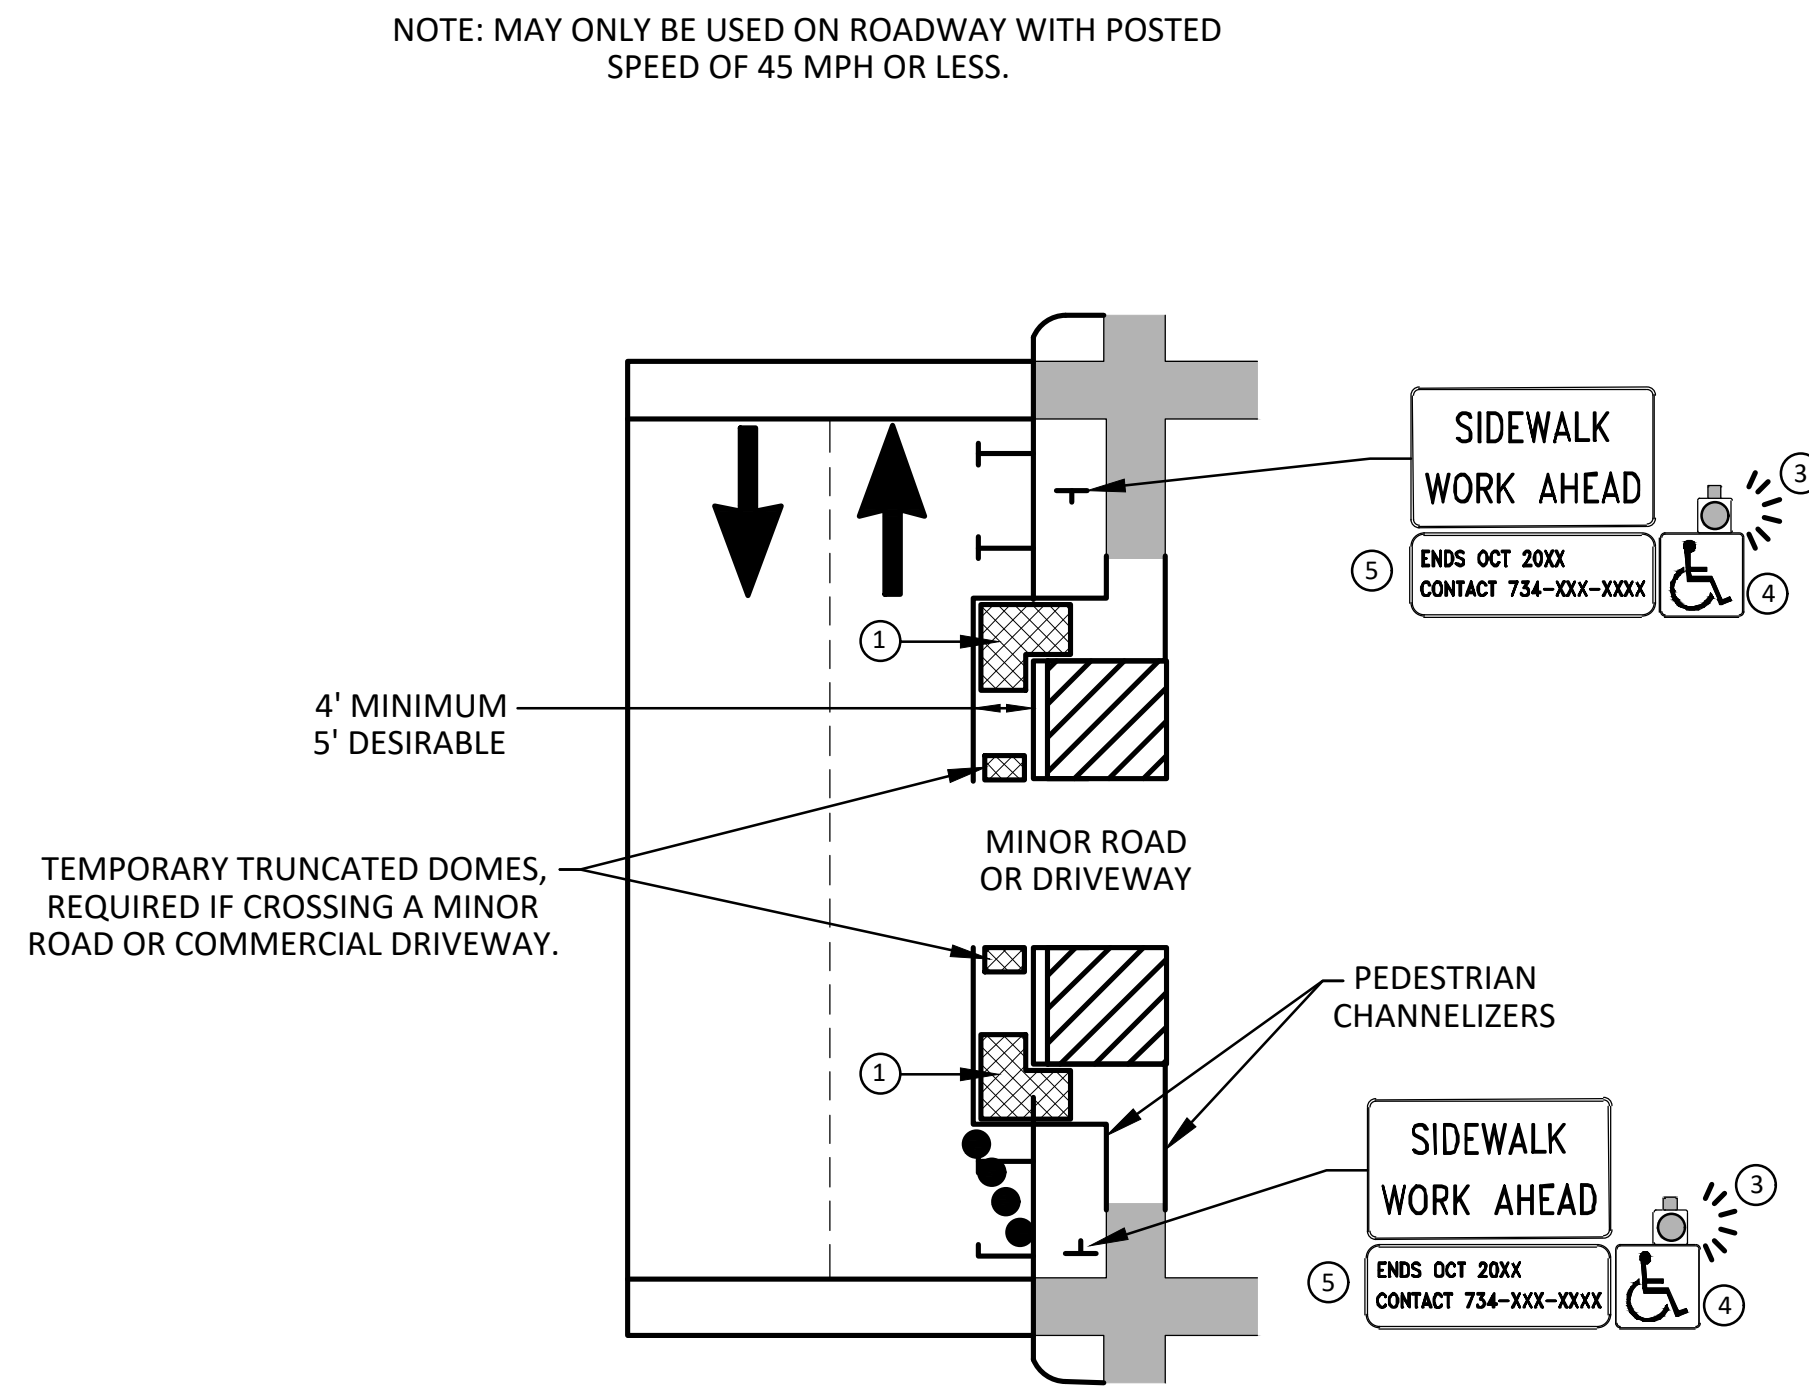 NOTE: MAY ONLY BE USED ON ROADWAY WITH POSTED
SPEED OF 45 MPH OR LESS.
SIDEWALK
WORK AHEAD
3
5
ENDS OCT 20XX
CONTACT 734-XXX-XXXX
4
1
4' MINIMUM
5' DESIRABLE
MINOR ROAD
OR DRIVEWAY
TEMPORARY TRUNCATED DOMES,
REQUIRED IF CROSSING A MINOR
ROAD OR COMMERCIAL DRIVEWAY.
PEDESTRIAN
CHANNELIZERS
1
SIDEWALK
WORK AHEAD
3
5
ENDS OCT 20XX
CONTACT 734-XXX-XXXX
4